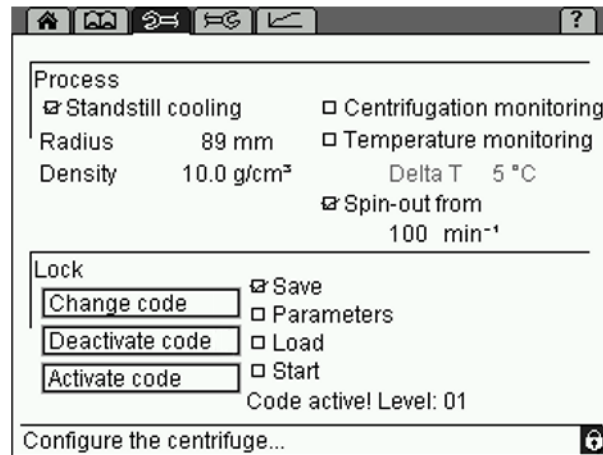 ?
Process
Standstill cooling
Centrifugation monitoring
Radius 89 mm
Temperature monitoring
Density 10.0 g/cm³
Delta T 5 °C
Spin-out from
100 min⁻¹
Lock
Save
Change code
Parameters
Deactivate code
Load
Activate code
Start
Code active! Level: 01
Configure the centrifuge...